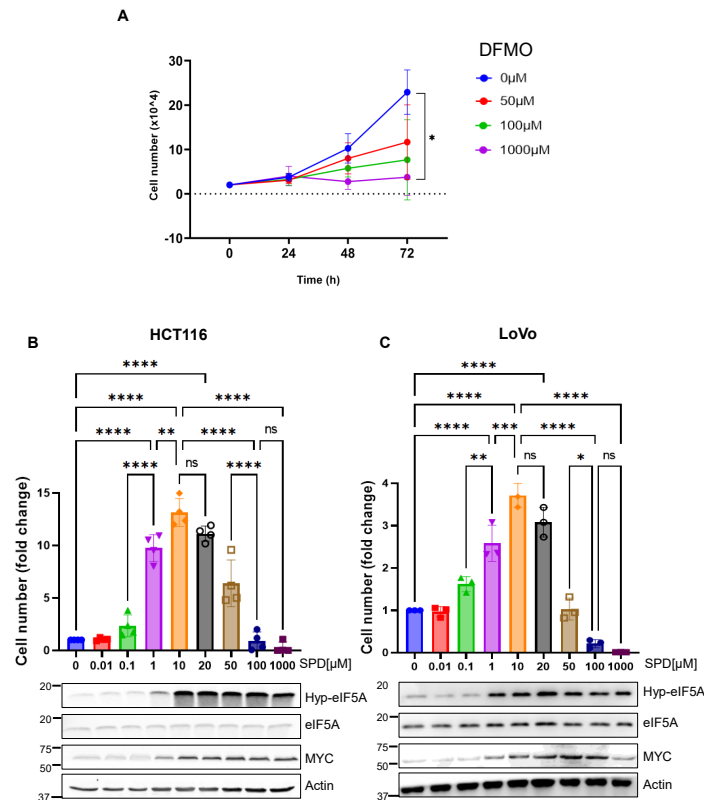 A
DFMO
0µM
50µM
100µM
1000µM
Cell number (x10^4)
30
20
10
0
-10
0 24 48 72
Time (h)
*
B
HCT116
****
**** ****
**** ** **** ns
**** ns ****
Cell number (fold change)
15
10
5
0
0 0.01 0.1 1 10 20 50 100 1000 SPD[µM]
20 Hyp-eIF5A
20 eIF5A
75
50
MYC
37
Actin
C
LoVo
****
**** ****
**** *** ****
** ns * ns
Cell number (fold change)
4
3
2
1
0
0 0.01 0.1 1 10 20 50 100 1000 SPD[µM]
20 Hyp-eIF5A
20 eIF5A
75
50
MYC
37
Actin